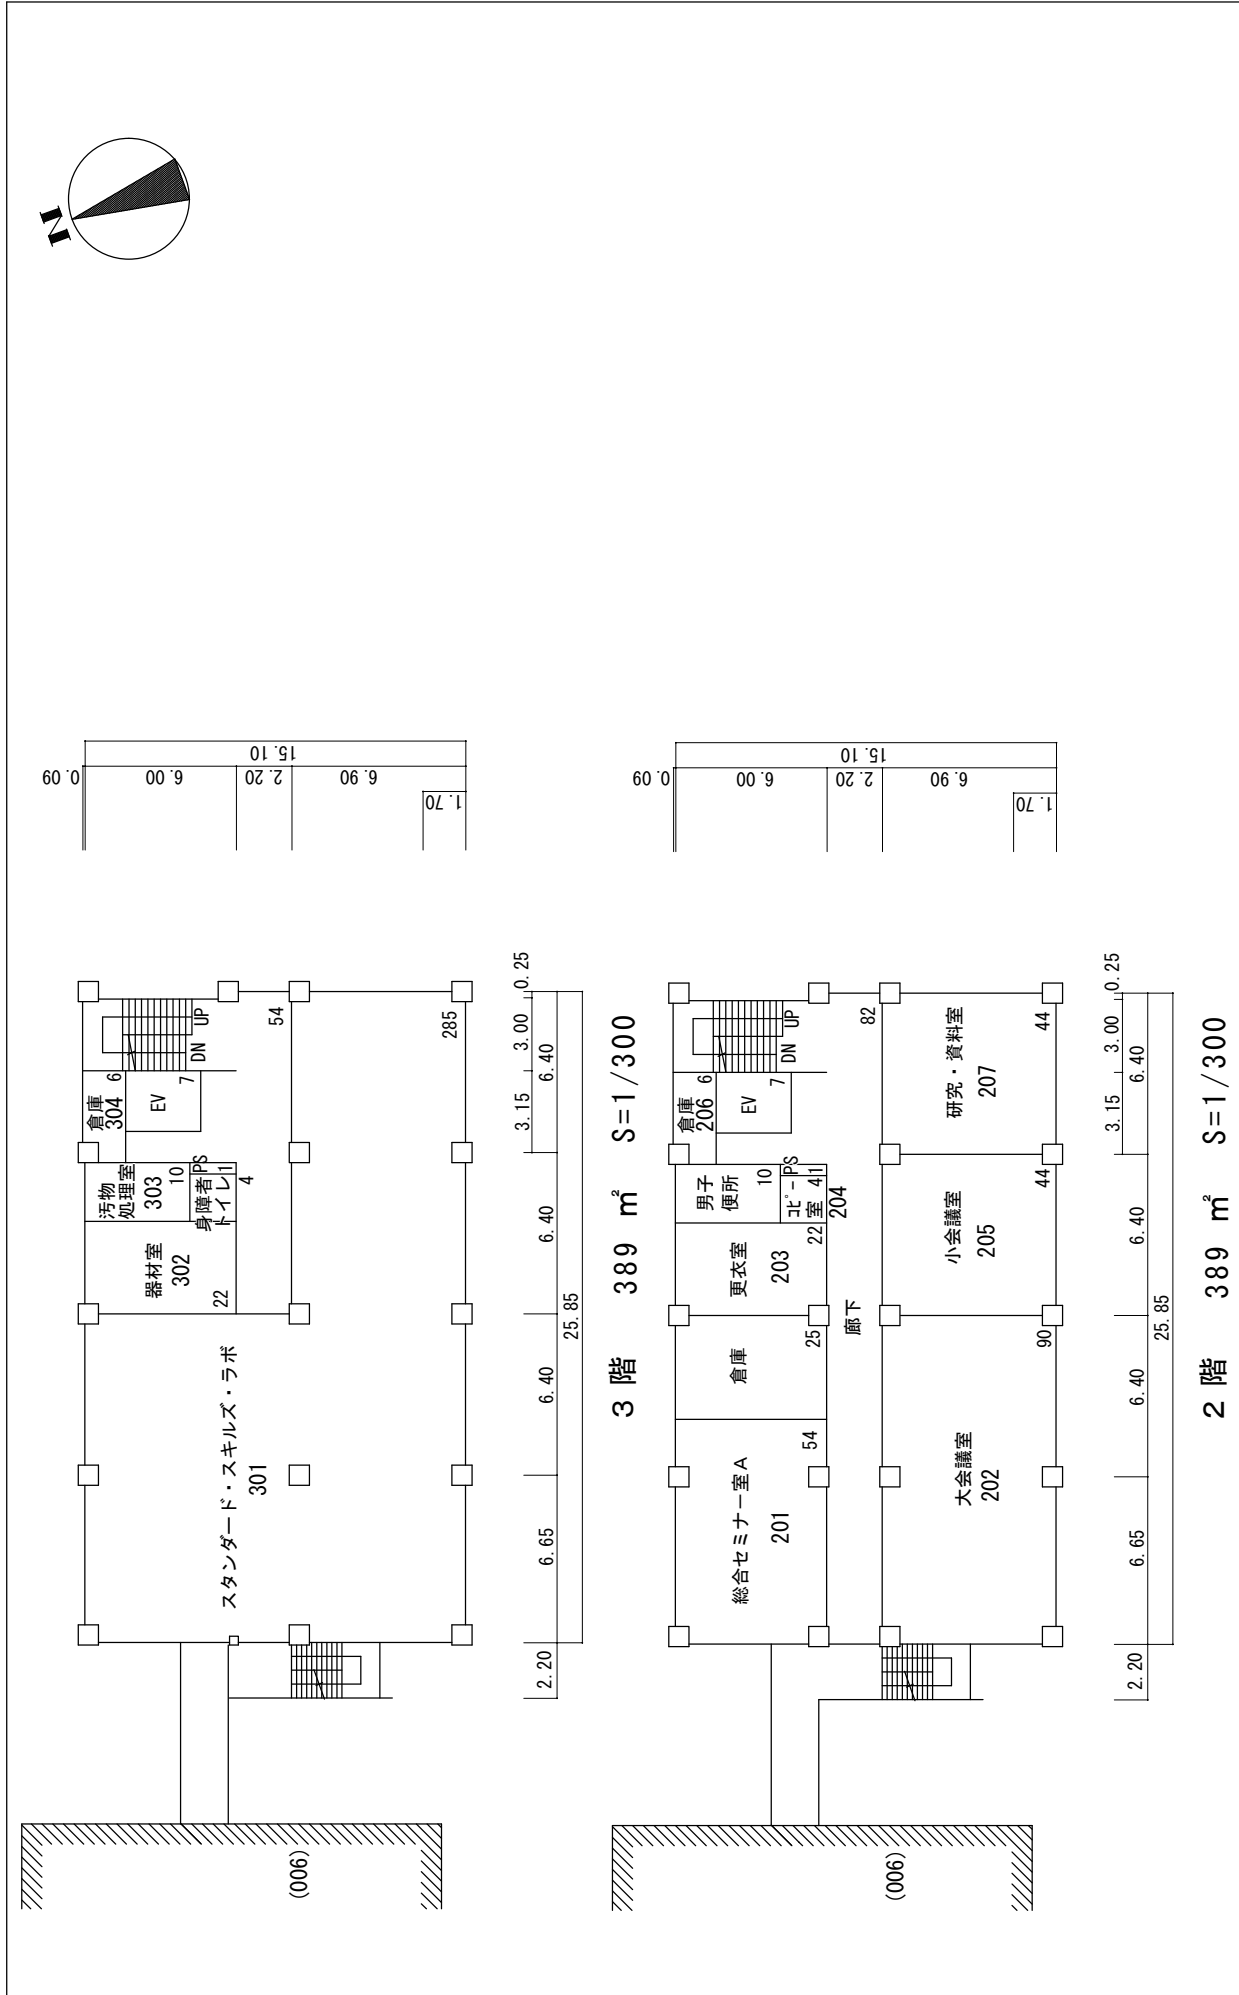 N
汚物
処理室
303
10
倉庫
304
6
EV
7
DN
UP
器材室
302
22
身障者
トイレ
4
PS
1
54
スタンダード・スキルズ・ラボ
301
285
(006)
0.09
6.00
2.20
6.90
15.10
1.70
2.20
6.65
6.40
6.40
6.40
3.15
3.00
0.25
25.85
3階 389 ㎡ S=1/300
総合セミナー室A
201
54
倉庫
25
更衣室
203
22
男子
便所
10
コピー
室
4
204
PS
1
倉庫
206
6
EV
7
DN
UP
廊下
82
大会議室
202
90
小会議室
205
44
研究・資料室
207
44
(006)
0.09
6.00
2.20
6.90
15.10
1.70
2.20
6.65
6.40
6.40
6.40
3.15
3.00
0.25
25.85
2階 389 ㎡ S=1/300